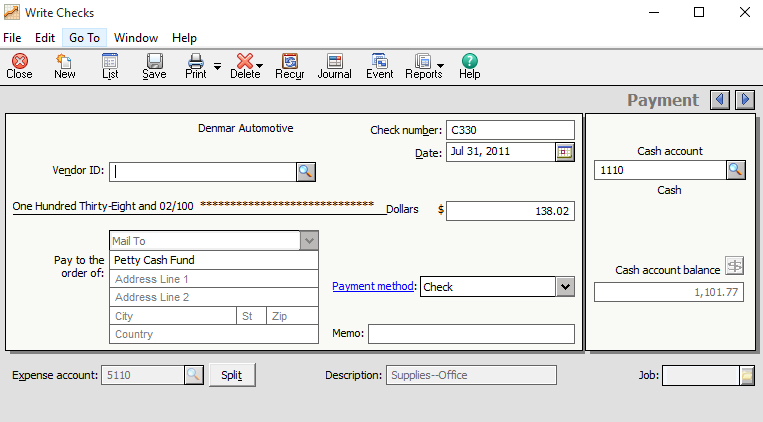 Write Checks
File Edit Go To Window Help
Close New List Save Print Delete Recur Journal Event Reports Help
Payment
Denmar Automotive
Check number: C330
Date: Jul 31, 2011
Vendor ID:
One Hundred Thirty-Eight and 02/100 ***************************** Dollars $ 138.02
Mail To
Pay to the order of:
Petty Cash Fund
Address Line 1
Address Line 2
City St Zip
Country
Payment method: Check
Memo:
Cash account
1110
Cash
Cash account balance
1,101.77
Expense account: 5110 Split Description: Supplies--Office Job: